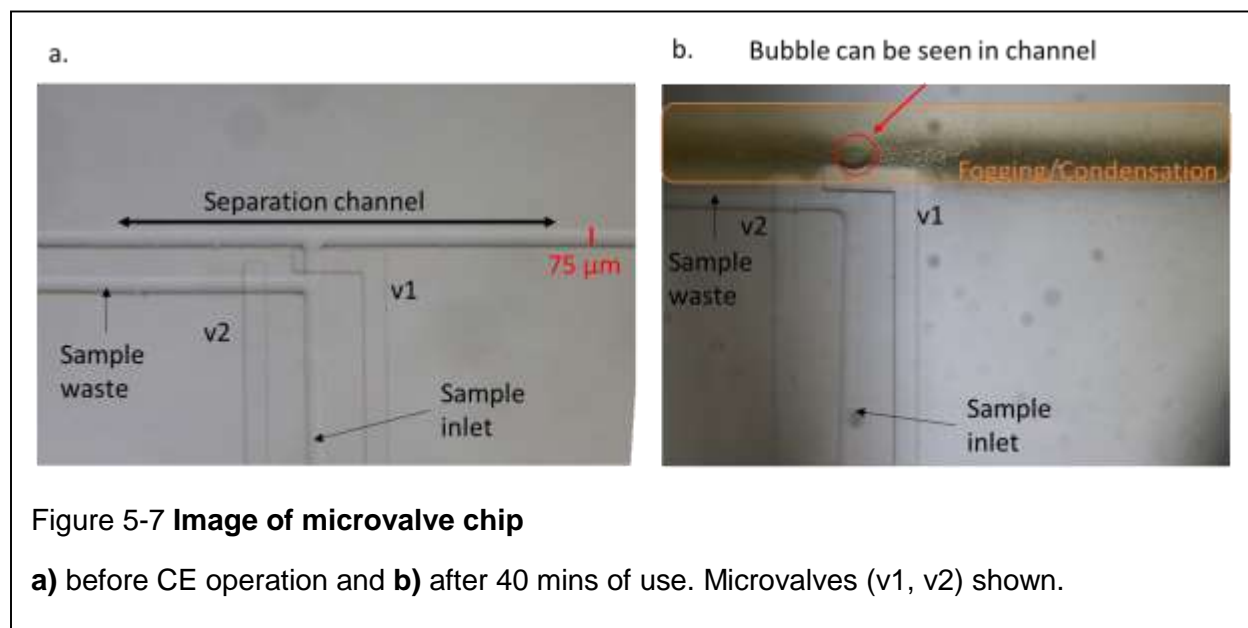 a.
Separation channel
75 µm
v1
v2
Sample
waste
Sample
inlet
b.
Bubble can be seen in channel
Fogging/Condensation
v1
v2
Sample
waste
Sample
inlet
Figure 5-7 Image of microvalve chip
a) before CE operation and b) after 40 mins of use. Microvalves (v1, v2) shown.